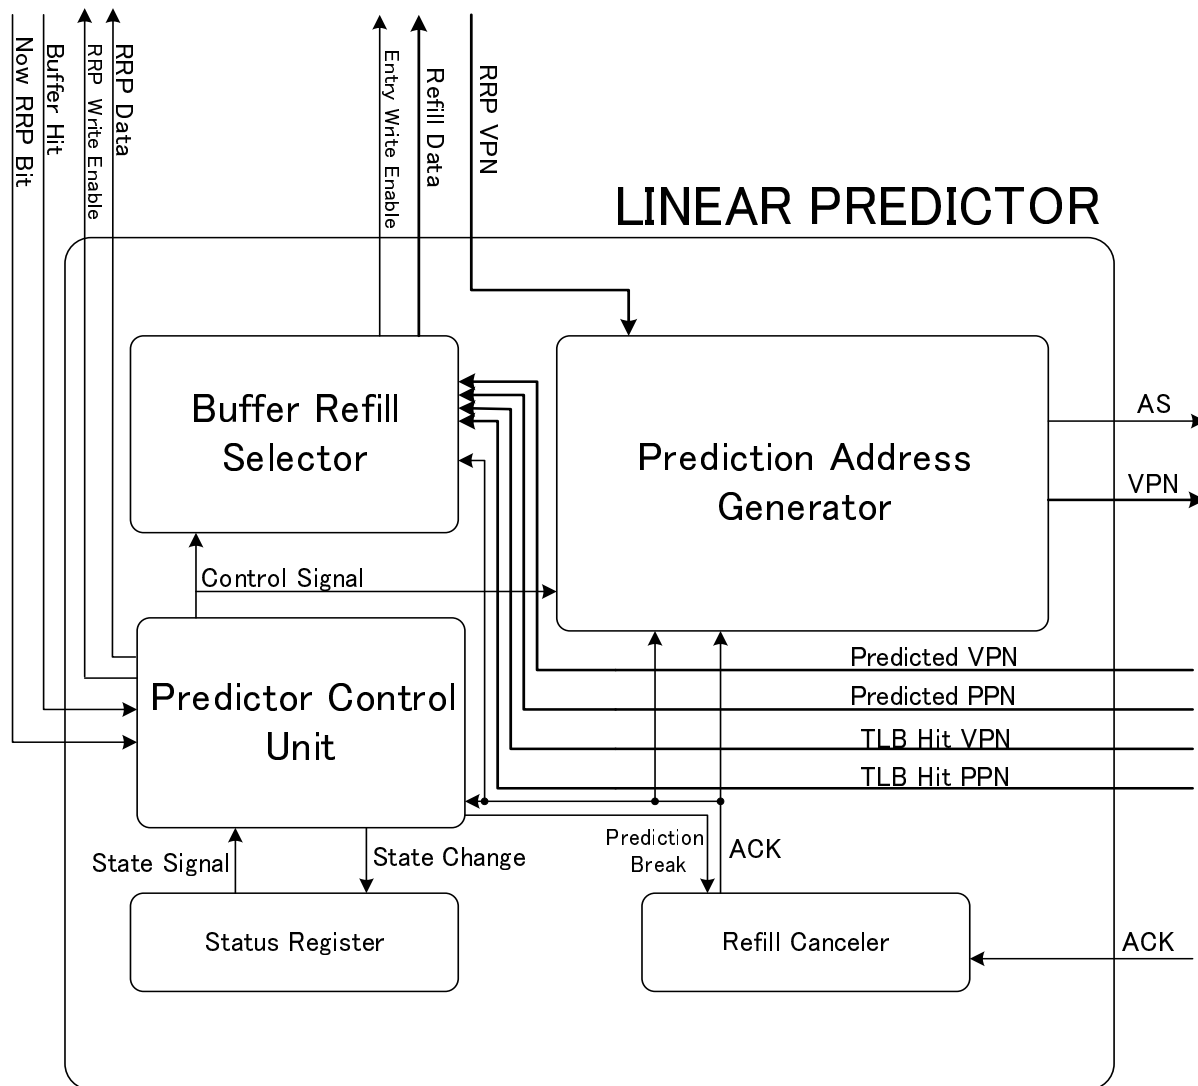 Now RRP Bit
Buffer Hit
RRP Write Enable
RRP Data
Entry Write Enable
Refill Data
RRP VPN
LINEAR PREDICTOR
Buffer Refill
Selector
Prediction Address
Generator
AS
VPN
Control Signal
Predicted VPN
Predicted PPN
TLB Hit VPN
TLB Hit PPN
Predictor Control
Unit
State Signal
State Change
Prediction
Break
ACK
Status Register
Refill Canceler
ACK